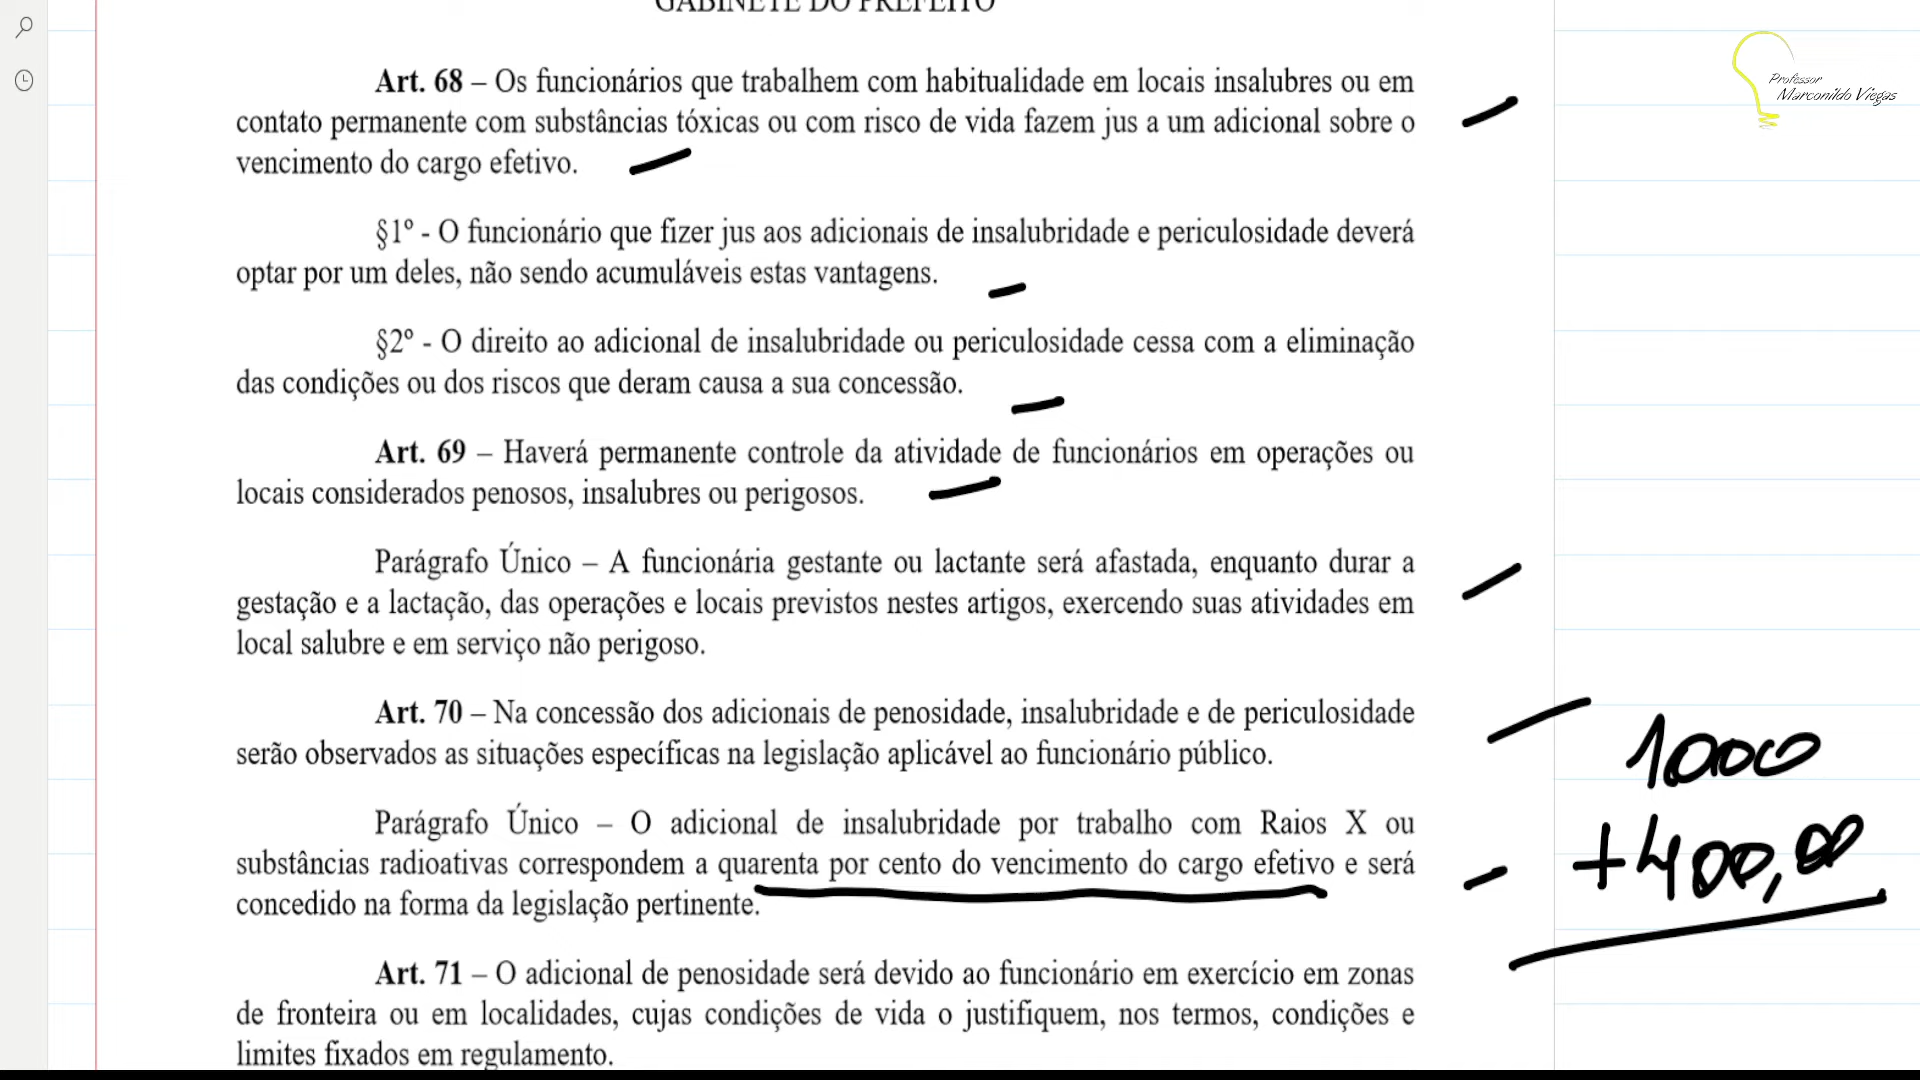 GABINETE DO PREFEITO
Professor
Marconildo Viegas
Art. 68 – Os funcionários que trabalhem com habitualidade em locais insalubres ou em
contato permanente com substâncias tóxicas ou com risco de vida fazem jus a um adicional sobre o
vencimento do cargo efetivo.
§1º - O funcionário que fizer jus aos adicionais de insalubridade e periculosidade deverá
optar por um deles, não sendo acumuláveis estas vantagens.
§2º - O direito ao adicional de insalubridade ou periculosidade cessa com a eliminação
das condições ou dos riscos que deram causa a sua concessão.
Art. 69 – Haverá permanente controle da atividade de funcionários em operações ou
locais considerados penosos, insalubres ou perigosos.
Parágrafo Único – A funcionária gestante ou lactante será afastada, enquanto durar a
gestação e a lactação, das operações e locais previstos nestes artigos, exercendo suas atividades em
local salubre e em serviço não perigoso.
Art. 70 – Na concessão dos adicionais de penosidade, insalubridade e de periculosidade
serão observados as situações específicas na legislação aplicável ao funcionário público.
1000
Parágrafo Único – O adicional de insalubridade por trabalho com Raios X ou
substâncias radioativas correspondem a quarenta por cento do vencimento do cargo efetivo e será
+400,00
concedido na forma da legislação pertinente.
Art. 71 – O adicional de penosidade será devido ao funcionário em exercício em zonas
de fronteira ou em localidades, cujas condições de vida o justifiquem, nos termos, condições e
limites fixados em regulamento.